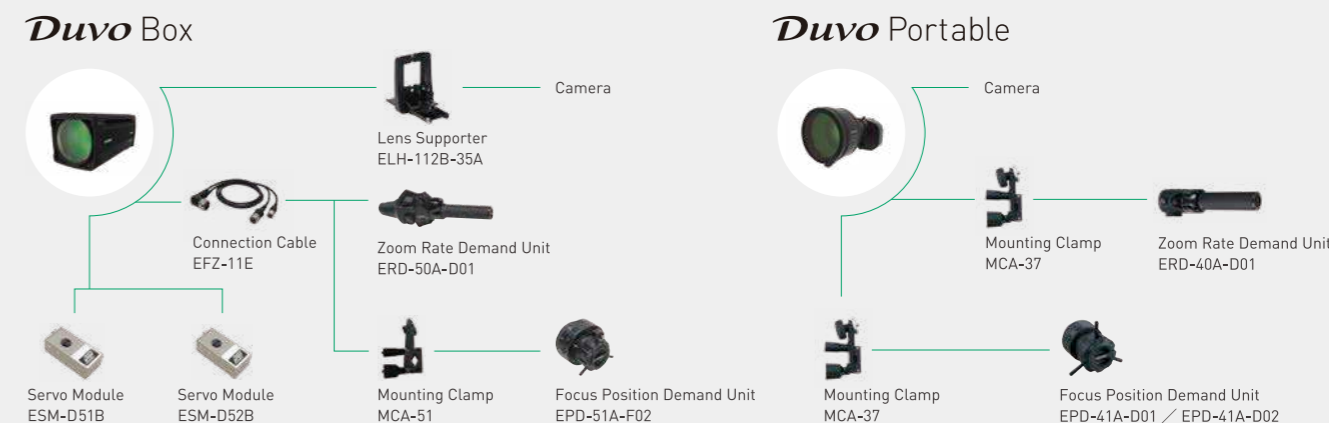 Duvo Box
Camera
Lens Supporter
ELH-112B-35A
Connection Cable
EFZ-11E
Zoom Rate Demand Unit
ERD-50A-D01
Servo Module
ESM-D51B
Servo Module
ESM-D52B
Mounting Clamp
MCA-51
Focus Position Demand Unit
EPD-51A-F02
Duvo Portable
Camera
Mounting Clamp
MCA-37
Zoom Rate Demand Unit
ERD-40A-D01
Mounting Clamp
MCA-37
Focus Position Demand Unit
EPD-41A-D01 ／ EPD-41A-D02